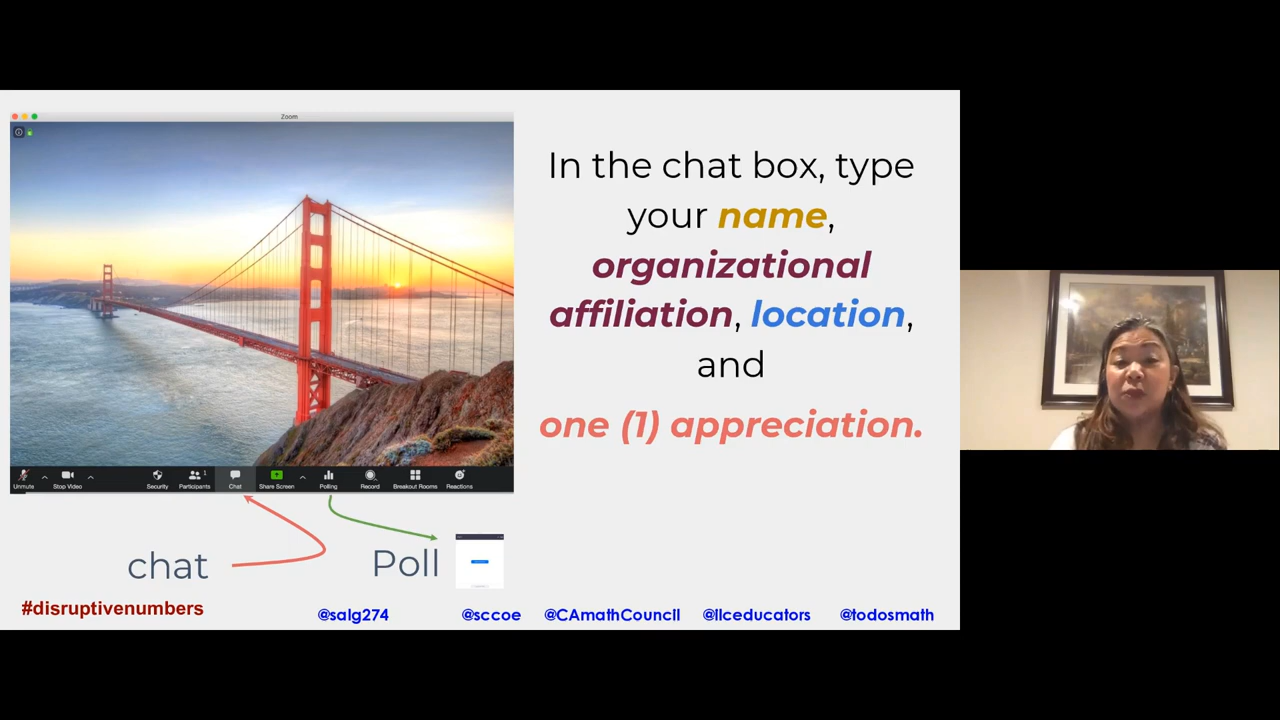 Zoom
In the chat box, type
your name,
organizational
affiliation, location,
and
one (1) appreciation.
1
Unmute Stop Video Security Participants Chat Share Screen Polling Record Breakout Rooms Reactions
chat
Poll
#disruptivenumbers
@salg274 @sccoe @CAmathCouncil @llceducators @todosmath